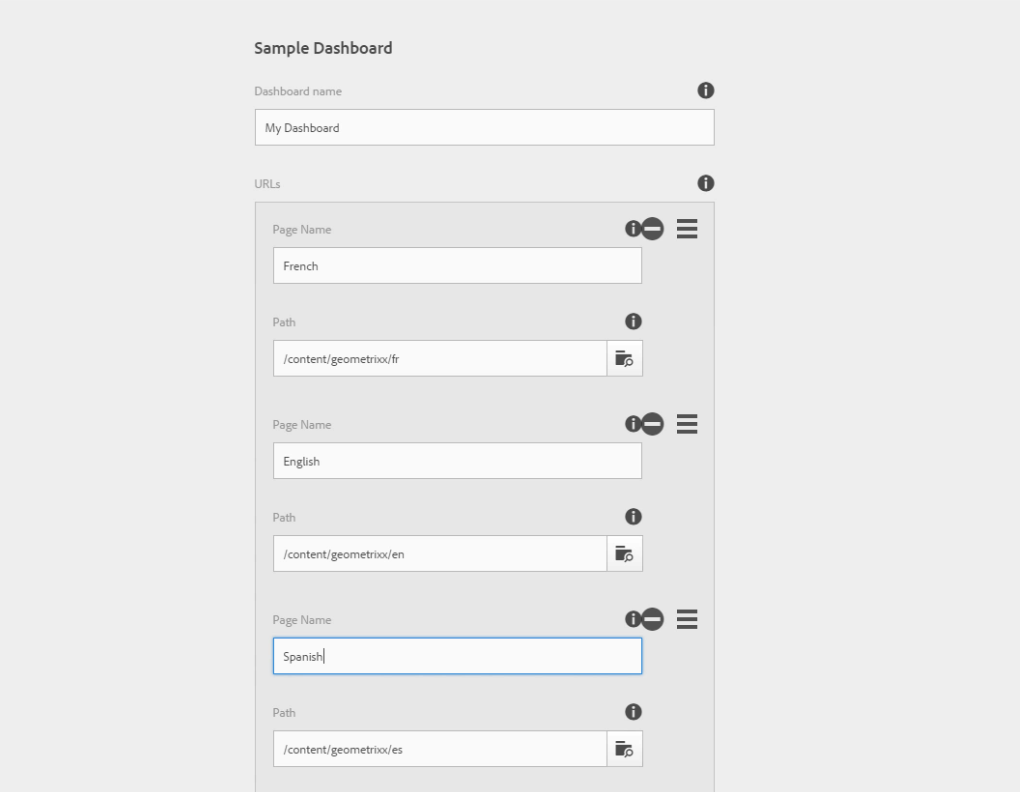 Sample Dashboard
Dashboard name
My Dashboard
URLs
Page Name
French
Path
/content/geometrixx/fr
Page Name
English
Path
/content/geometrixx/en
Page Name
Spanish
Path
/content/geometrixx/es